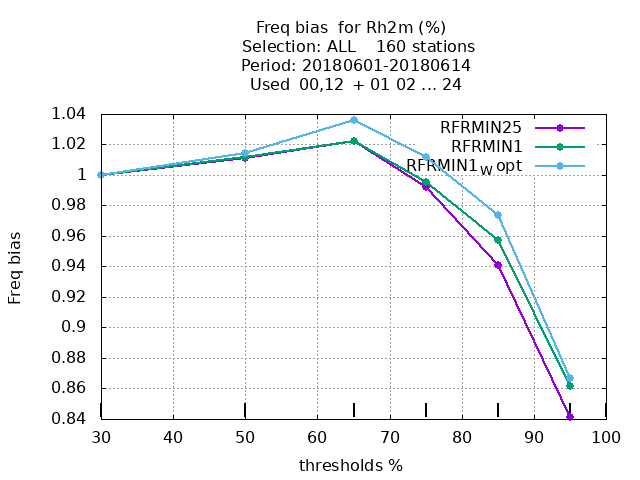 Freq bias  for Rh2m (%)
Selection: ALL    160 stations
Period: 20180601-20180614
Used  00,12  + 01 02 ... 24
RFRMIN25
RFRMIN1
RFRMIN1W opt
1.04
1.02
1
0.98
0.96
0.94
0.92
0.9
0.88
0.86
0.84
Freq bias
30 40 50 60 70 80 90 100
thresholds %